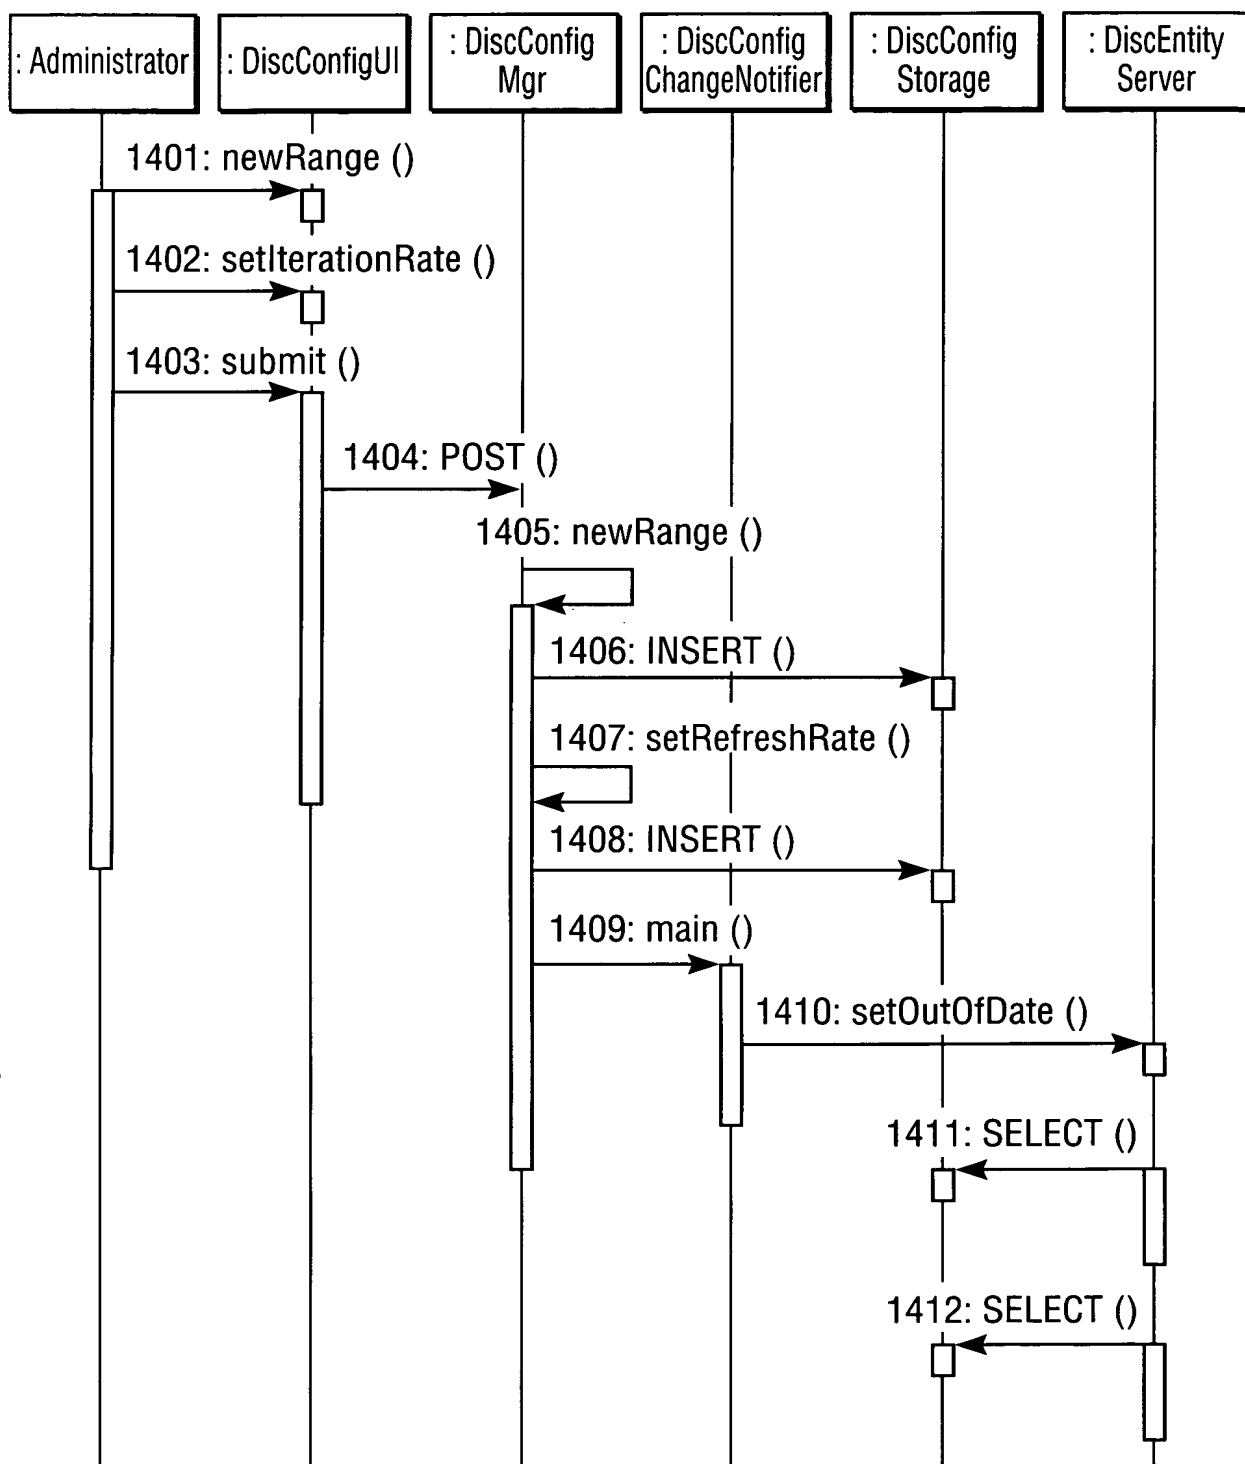 : Administrator
: DiscConfigUI
: DiscConfig
Mgr
: DiscConfig
ChangeNotifier
: DiscConfig
Storage
: DiscEntity
Server
1401: newRange ()
1402: setIterationRate ()
1403: submit ()
1404: POST ()
1405: newRange ()
1406: INSERT ()
1407: setRefreshRate ()
1408: INSERT ()
1409: main ()
1410: setOutOfDate ()
1411: SELECT ()
1412: SELECT ()